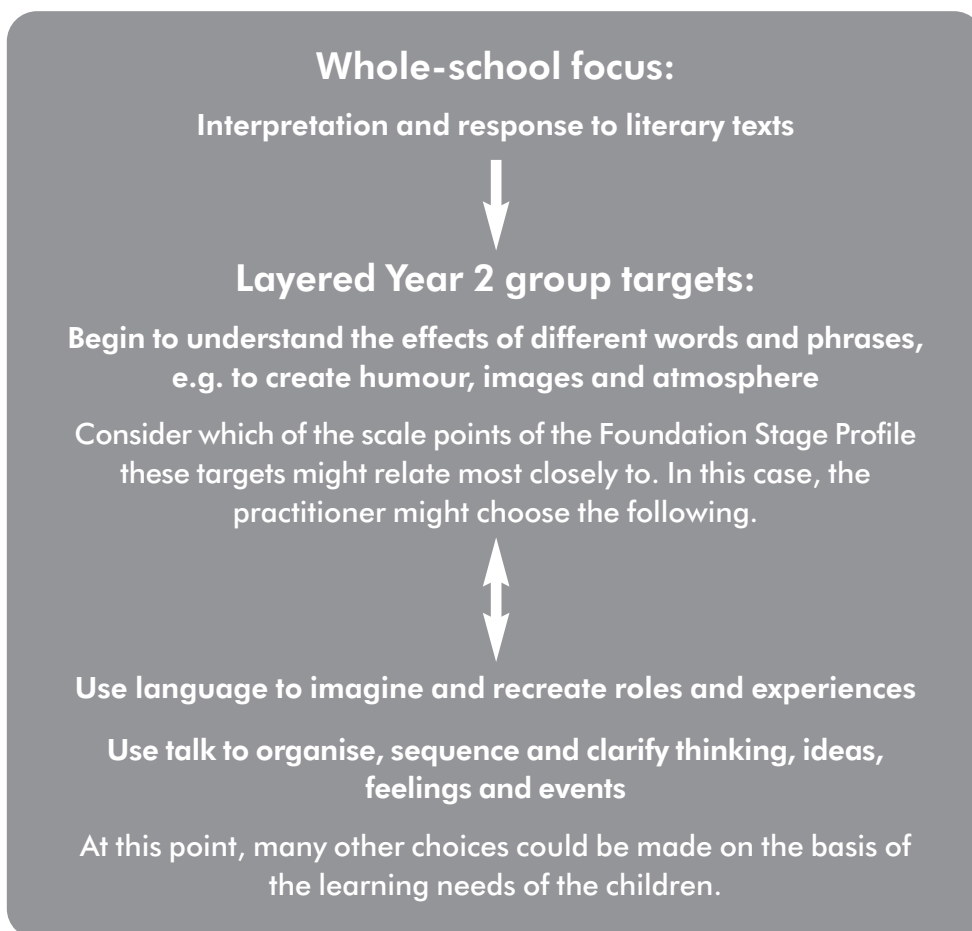 Whole-school focus:
Interpretation and response to literary texts
Layered Year 2 group targets:
Begin to understand the effects of different words and phrases,
e.g. to create humour, images and atmosphere
Consider which of the scale points of the Foundation Stage Profile
these targets might relate most closely to. In this case, the
practitioner might choose the following.
Use language to imagine and recreate roles and experiences
Use talk to organise, sequence and clarify thinking, ideas,
feelings and events
At this point, many other choices could be made on the basis of
the learning needs of the children.